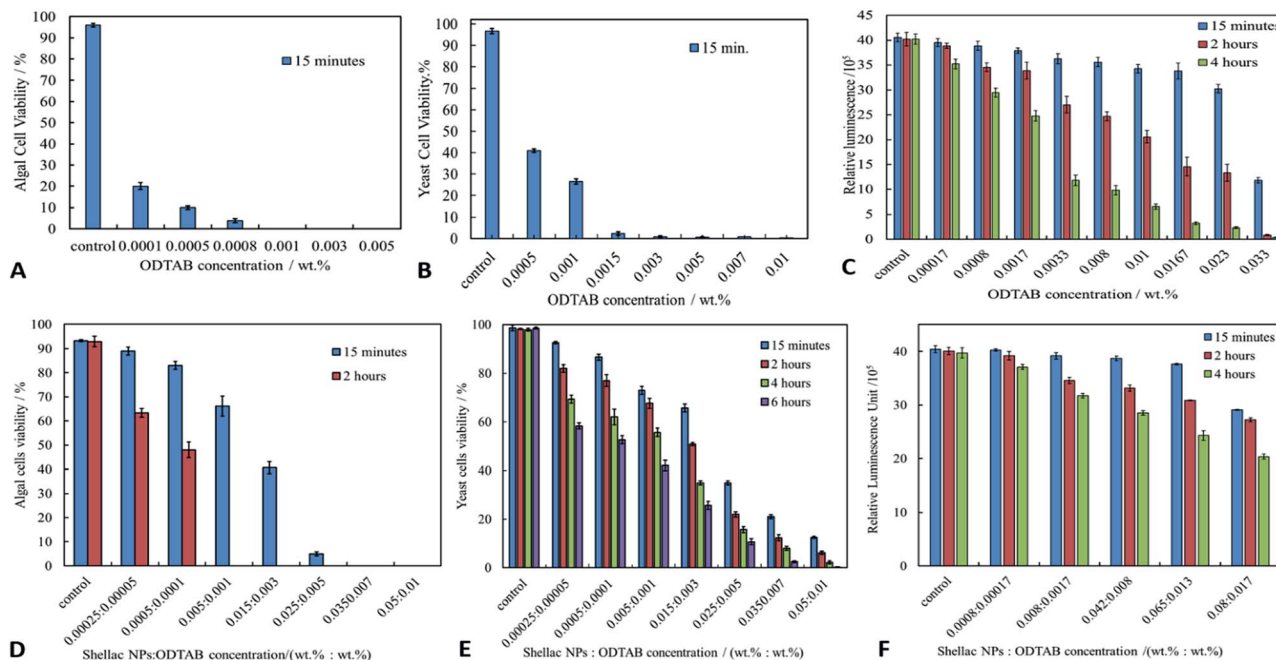 100
90
80
70
60
50
40
30
20
10
0
Algal Cell Viability / %
15 minutes
control 0.0001 0.0005 0.0008 0.001 0.003 0.005
ODTAB concentration / wt.%
A
100
90
80
70
60
50
40
30
20
10
0
Yeast Cell Viability.%
15 min.
control 0.0005 0.001 0.0015 0.003 0.005 0.007 0.01
ODTAB concentration / wt.%
B
45
40
35
30
25
20
15
10
5
0
Relative luminescence /10⁵
15 minutes
2 hours
4 hours
control 0.00017 0.0008 0.0017 0.0033 0.008 0.01 0.0167 0.023 0.033
ODTAB concentration / wt.%
C
100
90
80
70
60
50
40
30
20
10
0
Algal cells viability / %
15 minutes
2 hours
control 0.00025:0.00005 0.0005:0.0001 0.005:0.001 0.015:0.003 0.025:0.005 0.035:0.007 0.05:0.01
Shellac NPs:ODTAB concentration/(wt.% : wt.%)
D
100
80
60
40
20
0
Yeast cells viability / %
15 minutes
2 hours
4 hours
6 hours
control 0.00025:0.00005 0.0005:0.0001 0.005:0.001 0.015:0.003 0.025:0.005 0.035:0.007 0.05:0.01
Shellac NPs : ODTAB concentration / (wt.% : wt.%)
E
40
30
20
10
0
Relative Luminescence Unit /10⁵
15 minutes
2 hours
4 hours
control 0.0008:0.00017 0.008:0.0017 0.042:0.008 0.065:0.013 0.08:0.017
Shellac NPs : ODTAB concentration / (wt.% : wt.%)
F